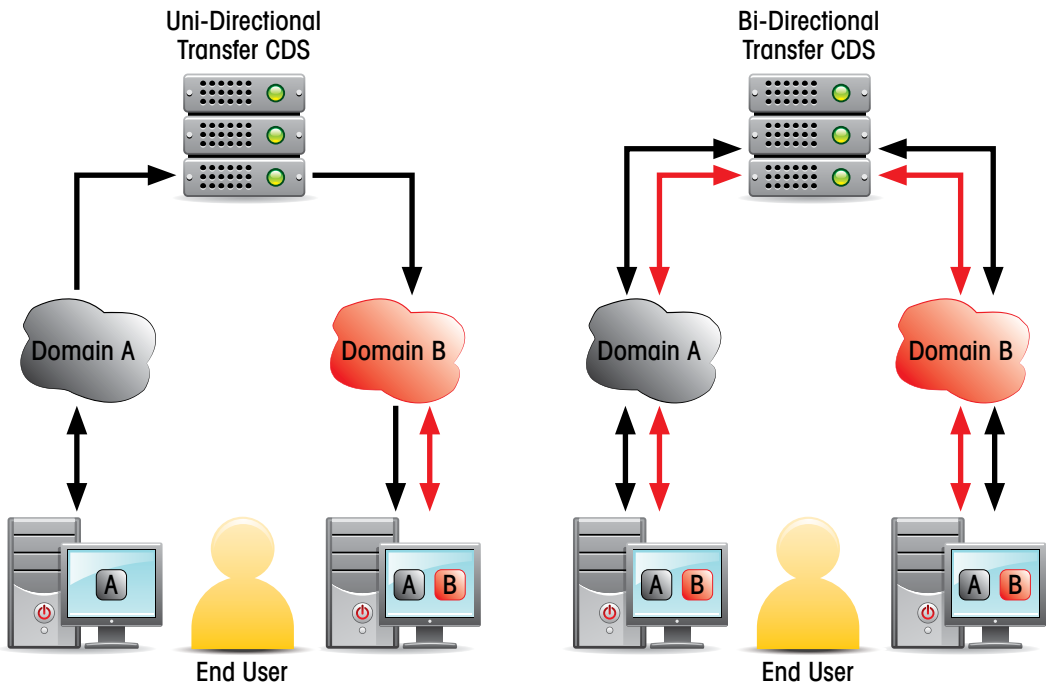 Uni-Directional
Transfer CDS
Domain A
Domain B
A
A B
End User
Bi-Directional
Transfer CDS
Domain A
Domain B
A B
A B
End User